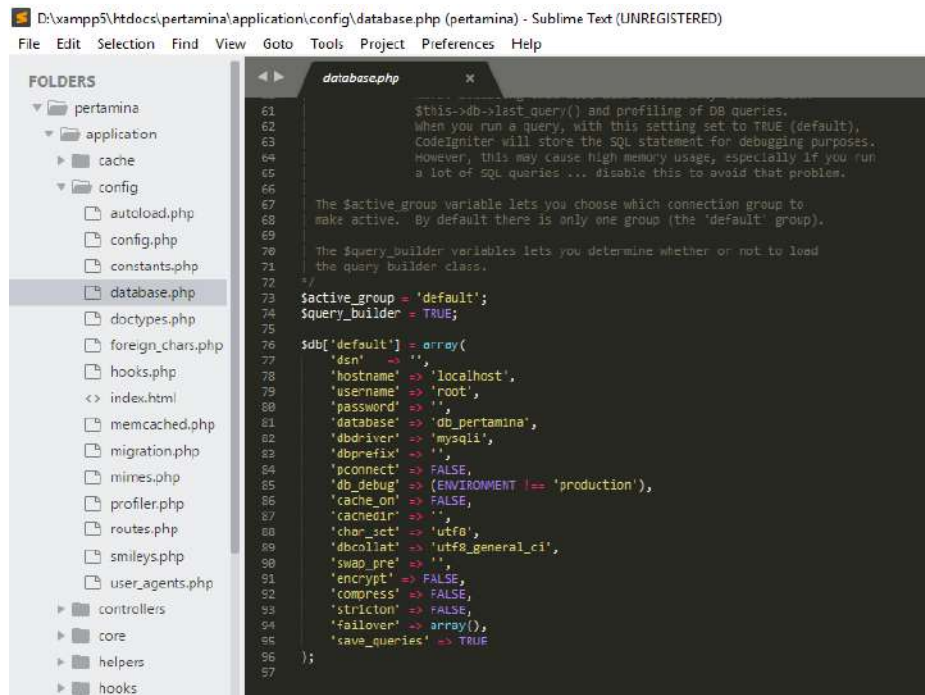 D:\xampp5\htdocs\pertamina\application\config\database.php (pertamina) - Sublime Text (UNREGISTERED)
File Edit Selection Find View Goto Tools Project Preferences Help
FOLDERS
pertamina
application
cache
config
autoload.php
config.php
constants.php
database.php
doctypes.php
foreign_chars.php
hooks.php
<> index.html
memcached.php
migration.php
mimes.php
profiler.php
routes.php
smileys.php
user_agents.php
controllers
core
helpers
hooks
database.php ×
61 | $this->db->last_query() and profiling of DB queries.
62 | When you run a query, with this setting set to TRUE (default),
63 | CodeIgniter will store the SQL statement for debugging purposes.
64 | However, this may cause high memory usage, especially if you run
65 | a lot of SQL queries ... disable this to avoid that problem.
66 |
67 | The $active_group variable lets you choose which connection group to
68 | make active. By default there is only one group (the 'default' group).
69 |
70 | The $query_builder variables lets you determine whether or not to load
71 | the query builder class.
72 */
73 $active_group = 'default';
74 $query_builder = TRUE;
75
76 $db['default'] = array(
77 'dsn' => '',
78 'hostname' => 'localhost',
79 'username' => 'root',
80 'password' => '',
81 'database' => 'db_pertamina',
82 'dbdriver' => 'mysqli',
83 'dbprefix' => '',
84 'pconnect' => FALSE,
85 'db_debug' => (ENVIRONMENT !== 'production'),
86 'cache_on' => FALSE,
87 'cachedir' => '',
88 'char_set' => 'utf8',
89 'dbcollat' => 'utf8_general_ci',
90 'swap_pre' => '',
91 'encrypt' => FALSE,
92 'compress' => FALSE,
93 'stricton' => FALSE,
94 'failover' => array(),
95 'save_queries' => TRUE
96 );
97